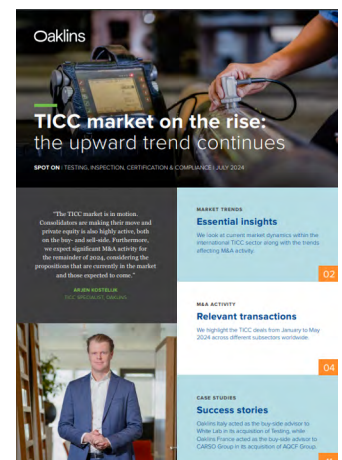 Oaklins
TICC market on the rise:
the upward trend continues
SPOT ON | TESTING, INSPECTION, CERTIFICATION & COMPLIANCE | JULY 2024
"The TICC market is in motion.
Consolidators are making their move and
private equity is also highly active, both
on the buy- and sell-side. Furthermore,
we expect significant M&A activity for
the remainder of 2024, considering the
propositions that are currently in the market
and those expected to come."
ARJEN KOSTELIJK
TICC SPECIALIST, OAKLINS
MARKET TRENDS
Essential insights
We look at current market dynamics within the
international TICC sector along with the trends
affecting M&A activity.
02
M&A ACTIVITY
Relevant transactions
We highlight the TICC deals from January to May
2024 across different subsectors worldwide.
04
CASE STUDIES
Success stories
Oaklins Italy acted as the buy-side advisor to
White Lab in its acquisition of Testing, while
Oaklins France acted as the buy-side advisor to
CARSO Group in its acquisition of AQCF Group.